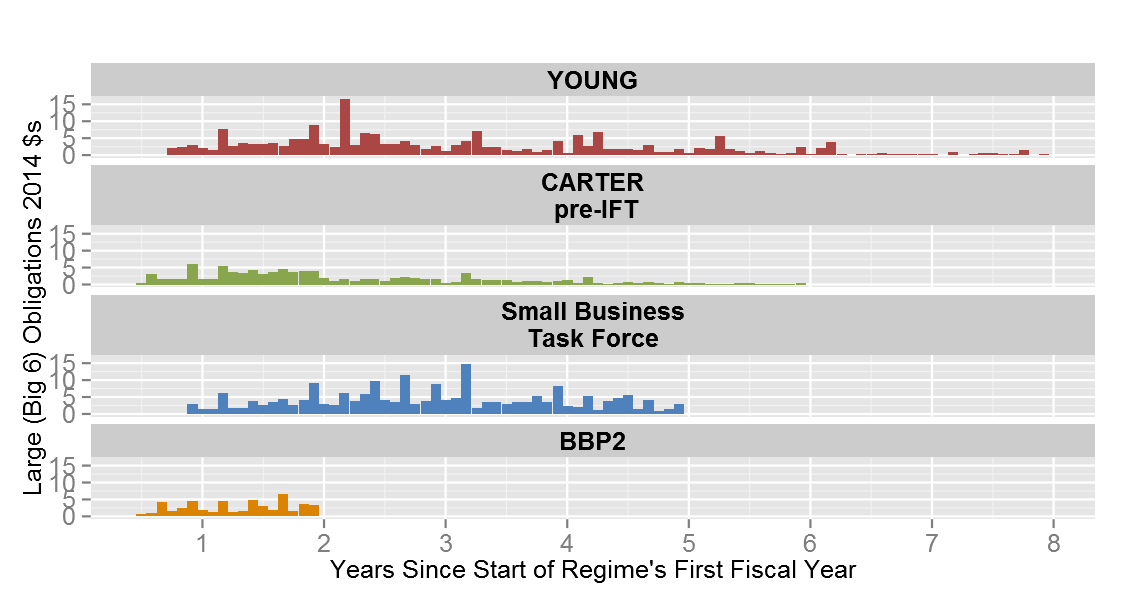 YOUNG
15
10
5
0
CARTER
pre-IFT
15
10
5
0
Small Business
Task Force
15
10
5
0
BBP2
15
10
5
0
Large (Big 6) Obligations 2014 $s
1 2 3 4 5 6 7 8
Years Since Start of Regime's First Fiscal Year